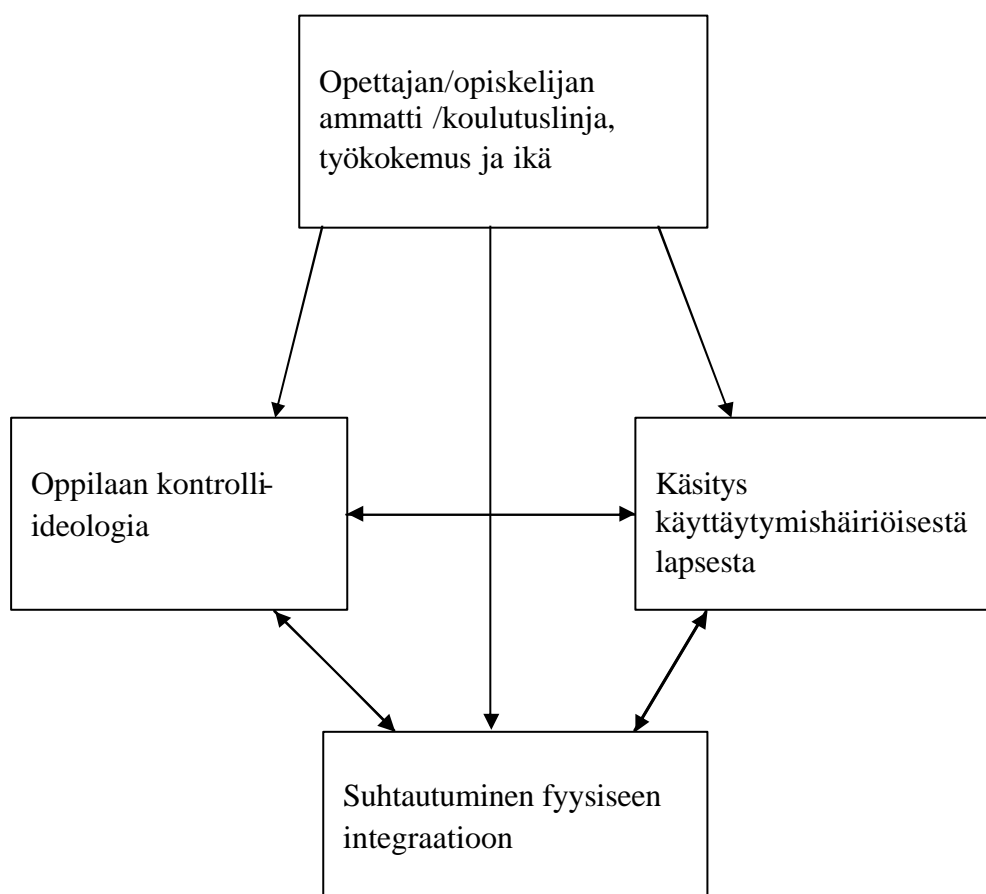 Opettajan/opiskelijan
ammatti /koulutuslinja,
työkokemus ja ikä
Oppilaan kontrolli-
ideologia
Käsitys
käyttäytymishäiriöisestä
lapsesta
Suhtautuminen fyysiseen
integraatioon